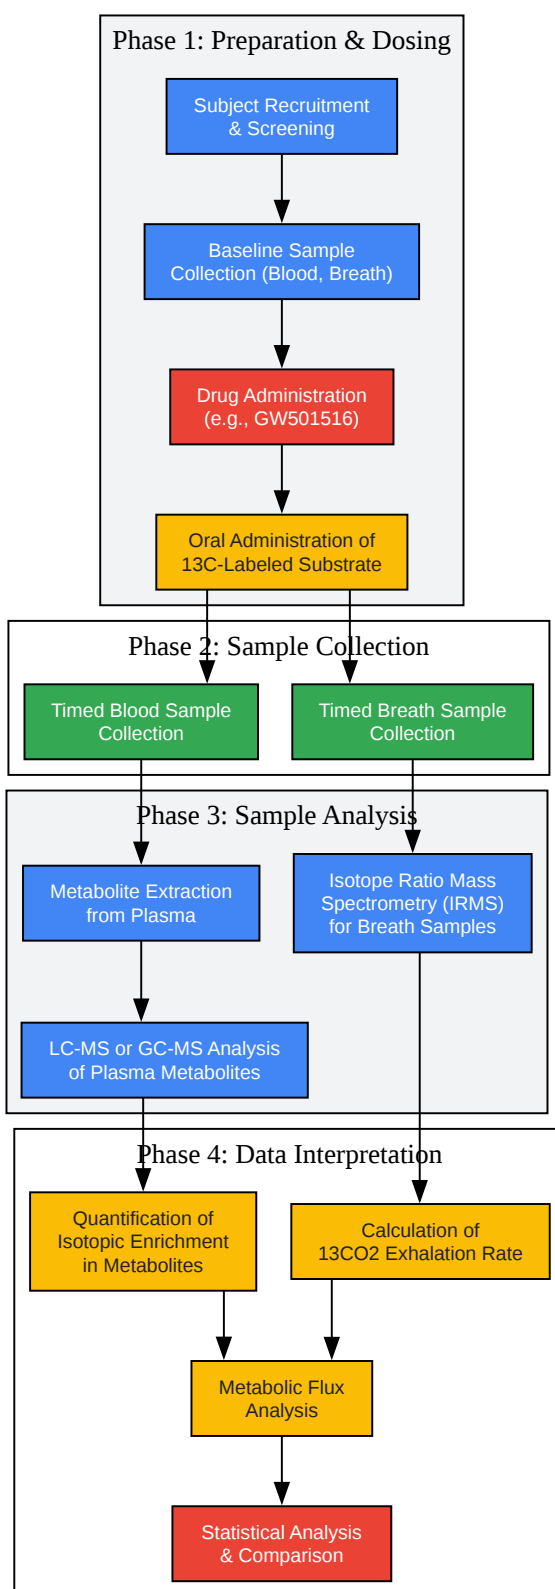 Phase 1: Preparation & Dosing
Subject Recruitment
& Screening
Baseline Sample
Collection (Blood, Breath)
Drug Administration
(e.g., GW501516)
Oral Administration of
13C-Labeled Substrate
Phase 2: Sample Collection
Timed Blood Sample
Collection
Timed Breath Sample
Collection
Phase 3: Sample Analysis
Metabolite Extraction
from Plasma
Isotope Ratio Mass
Spectrometry (IRMS)
for Breath Samples
LC-MS or GC-MS Analysis
of Plasma Metabolites
Phase 4: Data Interpretation
Quantification of
Isotopic Enrichment
in Metabolites
Calculation of
13CO2 Exhalation Rate
Metabolic Flux
Analysis
Statistical Analysis
& Comparison